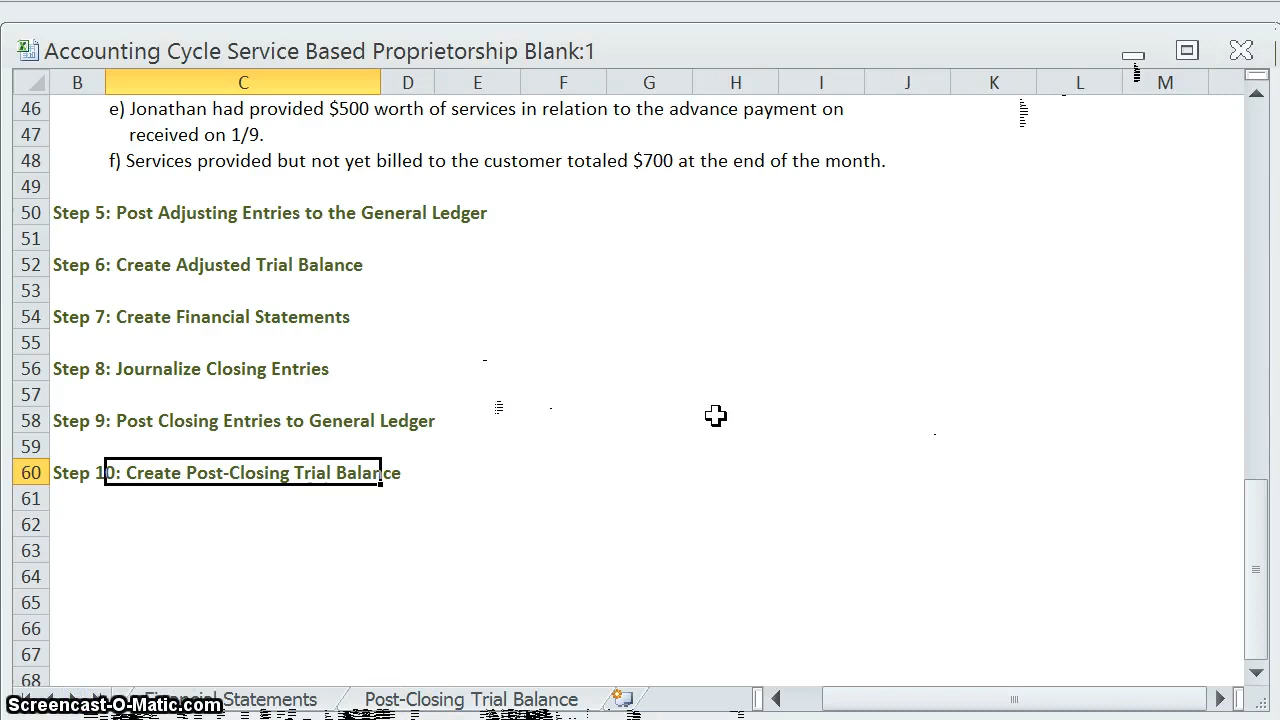 Accounting Cycle Service Based Proprietorship Blank:1
B C D E F G H I J K L M
46 e) Jonathan had provided $500 worth of services in relation to the advance payment on
47 received on 1/9.
48 f) Services provided but not yet billed to the customer totaled $700 at the end of the month.
49
50 Step 5: Post Adjusting Entries to the General Ledger
51
52 Step 6: Create Adjusted Trial Balance
53
54 Step 7: Create Financial Statements
55
56 Step 8: Journalize Closing Entries
57
58 Step 9: Post Closing Entries to General Ledger
59
60 Step 10: Create Post-Closing Trial Balance
61
62
63
64
65
66
67
68
Financial Statements Post-Closing Trial Balance
Screencast-O-Matic.com